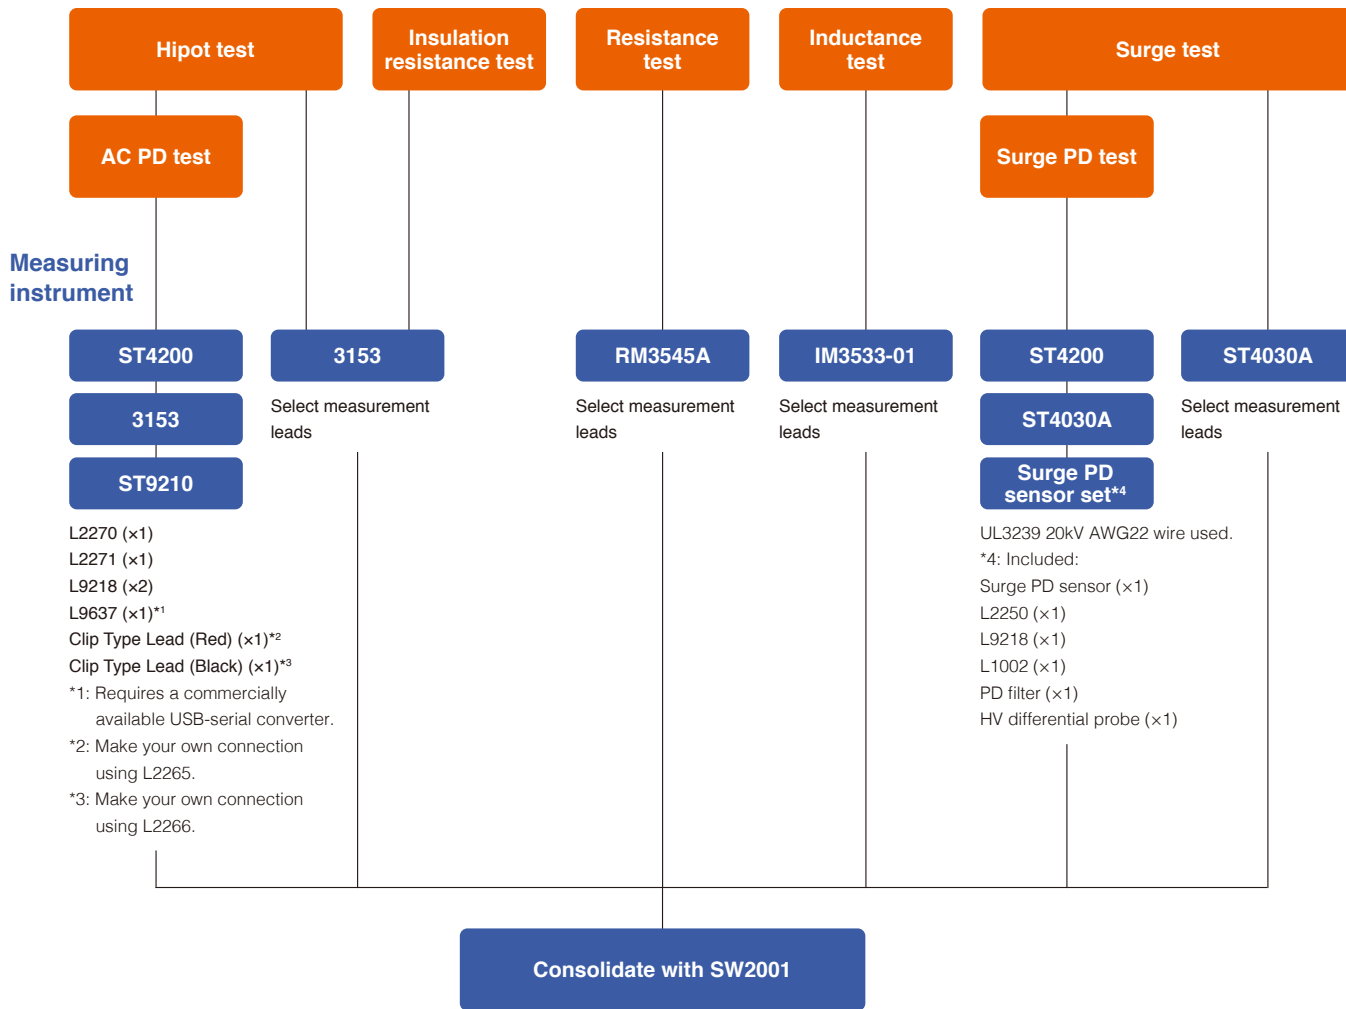 Hipot test
Insulation
resistance test
Resistance
test
Inductance
test
Surge test
AC PD test
Surge PD test
Measuring
instrument
ST4200
3153
ST9210
L2270 (×1)
L2271 (×1)
L9218 (×2)
L9637 (×1)*1
Clip Type Lead (Red) (×1)*2
Clip Type Lead (Black) (×1)*3
*1: Requires a commercially
available USB-serial converter.
*2: Make your own connection
using L2265.
*3: Make your own connection
using L2266.
3153
Select measurement
leads
RM3545A
Select measurement
leads
IM3533-01
Select measurement
leads
ST4200
ST4030A
Surge PD
sensor set*4
UL3239 20kV AWG22 wire used.
*4: Included:
Surge PD sensor (×1)
L2250 (×1)
L9218 (×1)
L1002 (×1)
PD filter (×1)
HV differential probe (×1)
ST4030A
Select measurement
leads
Consolidate with SW2001